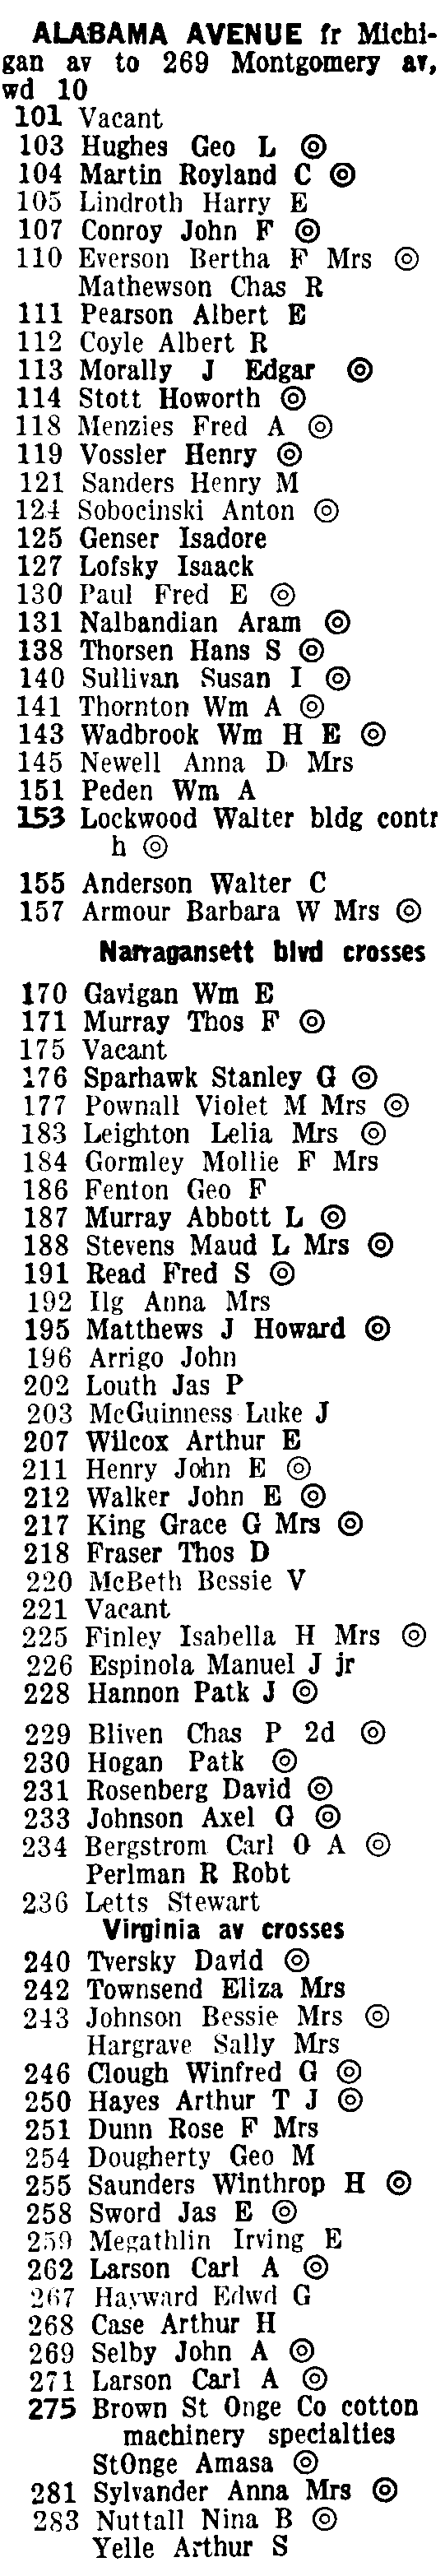 ALABAMA AVENUE fr Michi-
gan av to 269 Montgomery av,
wd 10
101 Vacant
103 Hughes Geo L ◎
104 Martin Royland C ◎
105 Lindroth Harry E
107 Conroy John F ◎
110 Everson Bertha F Mrs ◎
Mathewson Chas R
111 Pearson Albert E
112 Coyle Albert R
113 Morally J Edgar ◎
114 Stott Howorth ◎
118 Menzies Fred A ◎
119 Vossler Henry ◎
121 Sanders Henry M
124 Sobocinski Anton ◎
125 Genser Isadore
127 Lofsky Isaack
130 Paul Fred E ◎
131 Nalbandian Aram ◎
138 Thorsen Hans S ◎
140 Sullivan Susan I ◎
141 Thornton Wm A ◎
143 Wadbrook Wm H E ◎
145 Newell Anna D Mrs
151 Peden Wm A
153 Lockwood Walter bldg contr
h ◎
155 Anderson Walter C
157 Armour Barbara W Mrs ◎
Narragansett blvd crosses
170 Gavigan Wm E
171 Murray Thos F ◎
175 Vacant
176 Sparhawk Stanley G ◎
177 Pownall Violet M Mrs ◎
183 Leighton Lelia Mrs ◎
184 Gormley Mollie F Mrs
186 Fenton Geo F
187 Murray Abbott L ◎
188 Stevens Maud L Mrs ◎
191 Read Fred S ◎
192 Ilg Anna Mrs
195 Matthews J Howard ◎
196 Arrigo John
202 Louth Jas P
203 McGuinness Luke J
207 Wilcox Arthur E
211 Henry John E ◎
212 Walker John E ◎
217 King Grace G Mrs ◎
218 Fraser Thos D
220 McBeth Bessie V
221 Vacant
225 Finley Isabella H Mrs ◎
226 Espinola Manuel J jr
228 Hannon Patk J ◎
229 Bliven Chas P 2d ◎
230 Hogan Patk ◎
231 Rosenberg David ◎
233 Johnson Axel G ◎
234 Bergstrom Carl O A ◎
Perlman R Robt
236 Letts Stewart
Virginia av crosses
240 Tversky David ◎
242 Townsend Eliza Mrs
243 Johnson Bessie Mrs ◎
Hargrave Sally Mrs
246 Clough Winfred G ◎
250 Hayes Arthur T J ◎
251 Dunn Rose F Mrs
254 Dougherty Geo M
255 Saunders Winthrop H ◎
258 Sword Jas E ◎
259 Megathlin Irving E
262 Larson Carl A ◎
267 Hayward Edwd G
268 Case Arthur H
269 Selby John A ◎
271 Larson Carl A ◎
275 Brown St Onge Co cotton
machinery specialties
StOnge Amasa ◎
281 Sylvander Anna Mrs ◎
283 Nuttall Nina B ◎
Yelle Arthur S